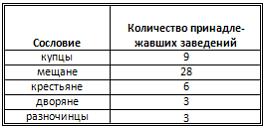 Сословие
Количество принадле-
жавших заведений
купцы 9
мещане 28
крестьяне 6
дворяне 3
разночинцы 3